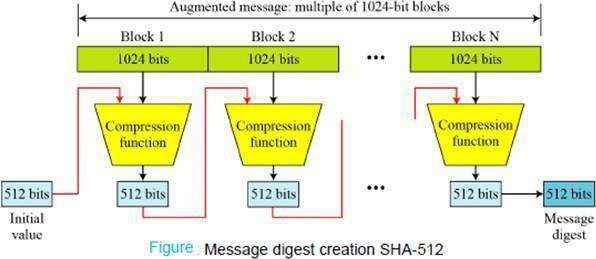 Augmented message: multiple of 1024-bit blocks
Block 1 Block 2 Block N
1024 bits 1024 bits ••• 1024 bits
Compression function Compression function Compression function
512 bits 512 bits 512 bits ••• 512 bits 512 bits
Initial value
Message digest
Figure Message digest creation SHA-512